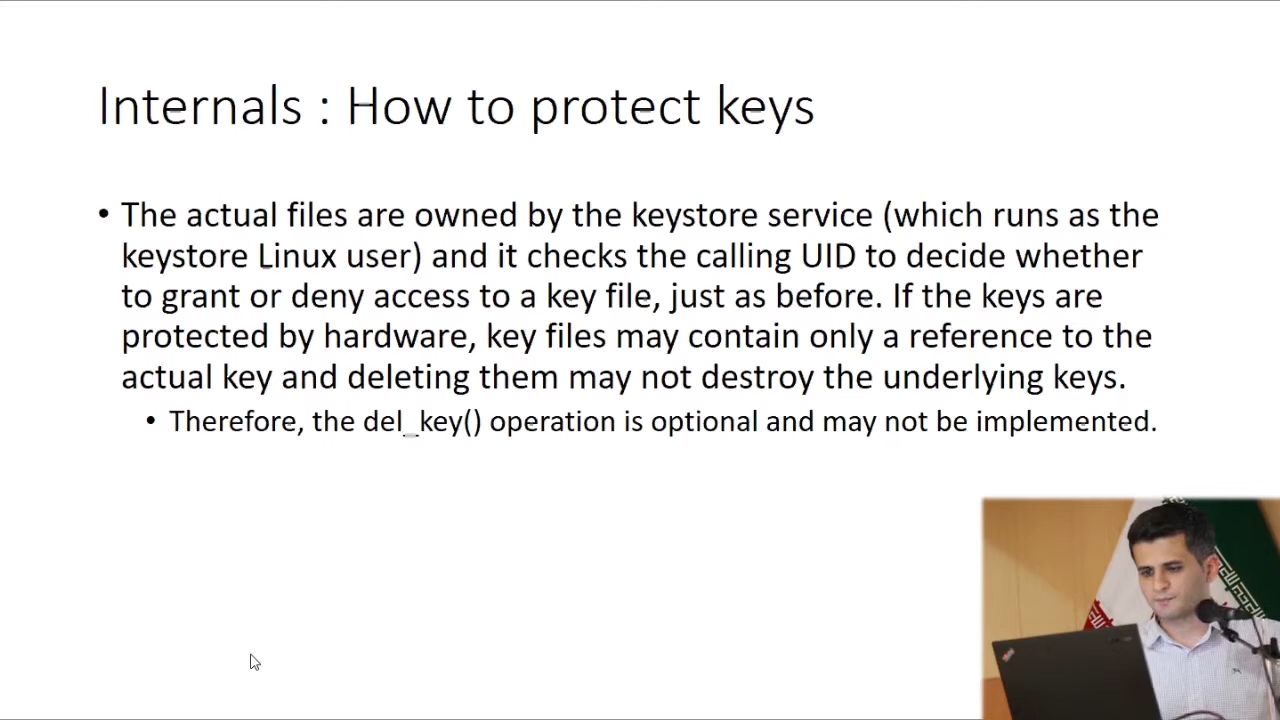 Internals : How to protect keys
• The actual files are owned by the keystore service (which runs as the
keystore Linux user) and it checks the calling UID to decide whether
to grant or deny access to a key file, just as before. If the keys are
protected by hardware, key files may contain only a reference to the
actual key and deleting them may not destroy the underlying keys.
• Therefore, the del_key() operation is optional and may not be implemented.